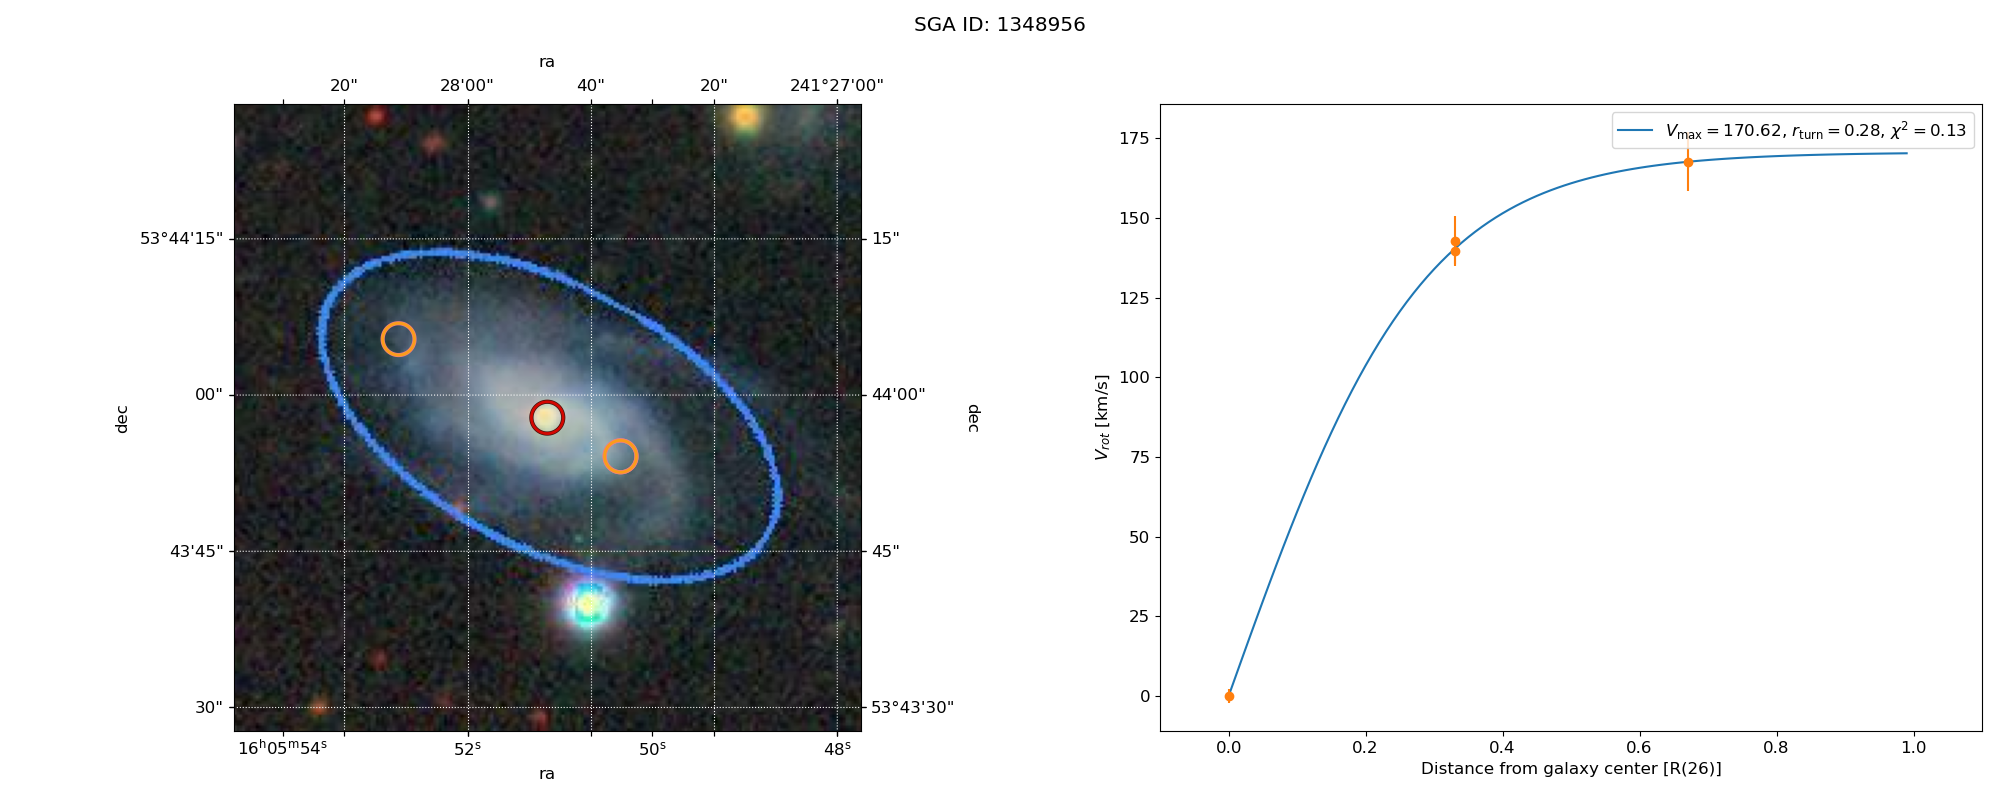 SGA ID: 1348956
ra
20" 28'00" 40" 20" 241°27'00"
53°44'15" 15"
00" 44'00"
dec dec
43'45" 45"
30" 53°43'30"
16h05m54s 52s 50s 48s
ra
Vmax = 170.62, rturn = 0.28, χ² = 0.13
175
150
125
100
75
50
25
0
Vrot [km/s]
0.0 0.2 0.4 0.6 0.8 1.0
Distance from galaxy center [R(26)]